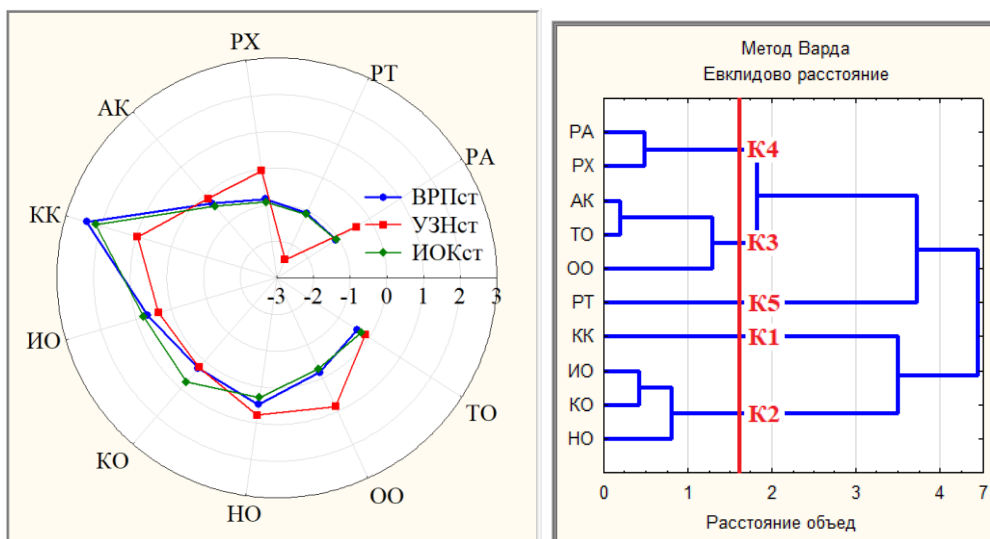 РХ
РТ
РА
АК
КК
ИО
КО
НО
ОО
ТО
ВРПст
УЗНст
ИОКст
-3 -2 -1 0 1 2 3
Метод Варда
Евклидово расстояние
РА
РХ
АК
ТО
ОО
РТ
КК
ИО
КО
НО
К4
К3
К5
К1
К2
0 1 2 3 4 7
Расстояние объед